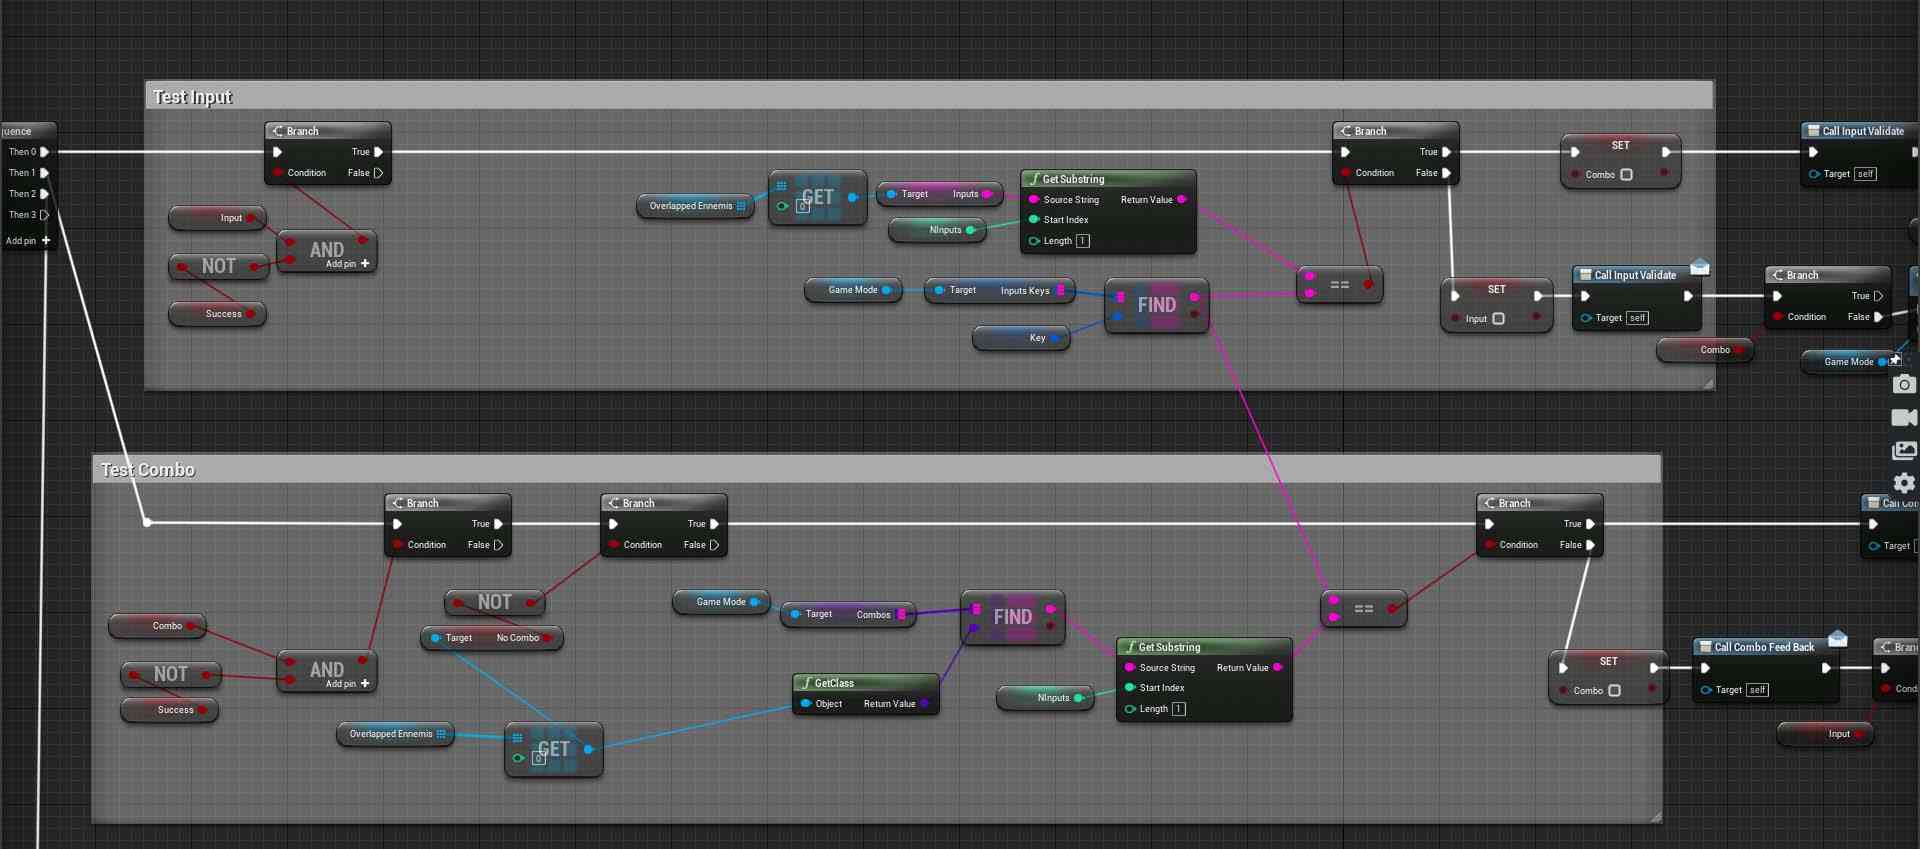 Test Input
uence
Then 0
Then 1
Then 2
Then 3
Add pin
Branch
True
Condition False
Input
NOT
Success
AND
Add pin
Overlapped Ennemis
GET
0
Target Inputs
NInputs
Get Substring
Source String Return Value
Start Index
Length 1
Game Mode
Target Inputs Keys
Key
FIND
==
Branch
True
Condition False
SET
Combo
Call Input Validate
Target self
SET
Input
Call Input Validate
Target self
Branch
True
Condition False
Combo
Game Mode
Test Combo
Branch
True
Condition False
Branch
True
Condition False
Combo
NOT
Success
AND
Add pin
NOT
Target No Combo
Overlapped Ennemis
GET
0
Game Mode
Target Combos
GetClass
Object Return Value
FIND
NInputs
Get Substring
Source String Return Value
Start Index
Length 1
==
Branch
True
Condition False
SET
Combo
Call Con
Target
Call Combo Feed Back
Target self
Branc
Cond
Input